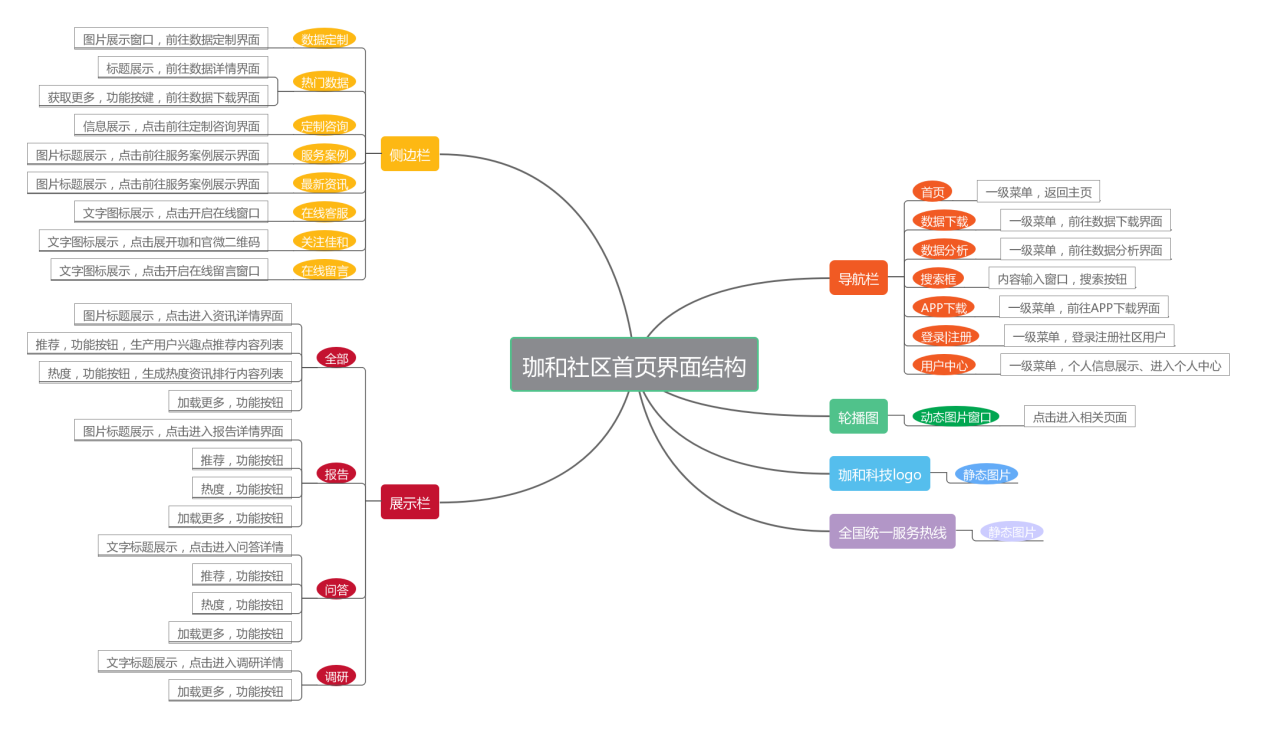 珈和社区首页界面结构
导航栏
首页
一级菜单，返回主页
数据下载
一级菜单，前往数据下载界面
数据分析
一级菜单，前往数据分析界面
搜索框
内容输入窗口，搜索按钮
APP下载
一级菜单，前往APP下载界面
登录|注册
一级菜单，登录注册社区用户
用户中心
一级菜单，个人信息展示、进入个人中心
轮播图
动态图片窗口
点击进入相关页面
珈和科技logo
静态图片
全国统一服务热线
静态图片
侧边栏
数据定制
图片展示窗口，前往数据定制界面
热门数据
标题展示，前往数据详情界面
获取更多，功能按键，前往数据下载界面
定制咨询
信息展示，点击前往定制咨询界面
服务案例
图片标题展示，点击前往服务案例展示界面
最新资讯
图片标题展示，点击前往服务案例展示界面
在线客服
文字图标展示，点击开启在线窗口
关注佳和
文字图标展示，点击展开珈和官微二维码
在线留言
文字图标展示，点击开启在线留言窗口
展示栏
全部
图片标题展示，点击进入资讯详情界面
推荐，功能按钮，生产用户兴趣点推荐内容列表
热度，功能按钮，生成热度资讯排行内容列表
加载更多，功能按钮
报告
图片标题展示，点击进入报告详情界面
推荐，功能按钮
热度，功能按钮
加载更多，功能按钮
问答
文字标题展示，点击进入问答详情
推荐，功能按钮
热度，功能按钮
加载更多，功能按钮
调研
文字标题展示，点击进入调研详情
加载更多，功能按钮